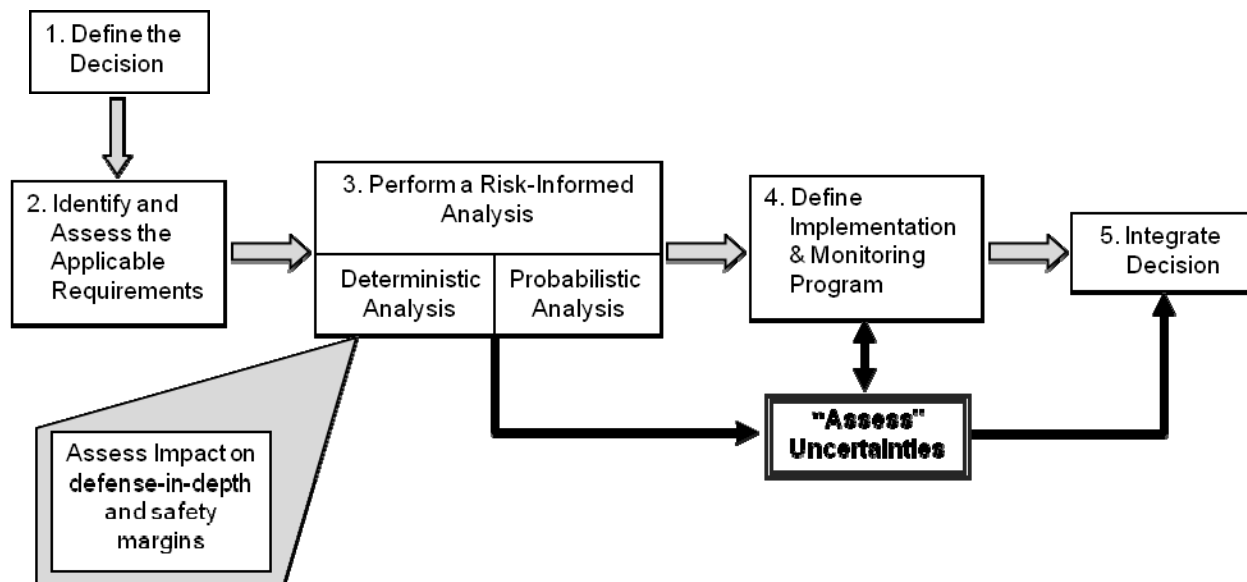 1. Define the
Decision
2. Identify and
Assess the
Applicable
Requirements
3. Perform a Risk-Informed
Analysis
Deterministic
Analysis
Probabilistic
Analysis
4. Define
Implementation
& Monitoring
Program
5. Integrate
Decision
"Assess"
Uncertainties
Assess Impact on
defense-in-depth
and safety
margins